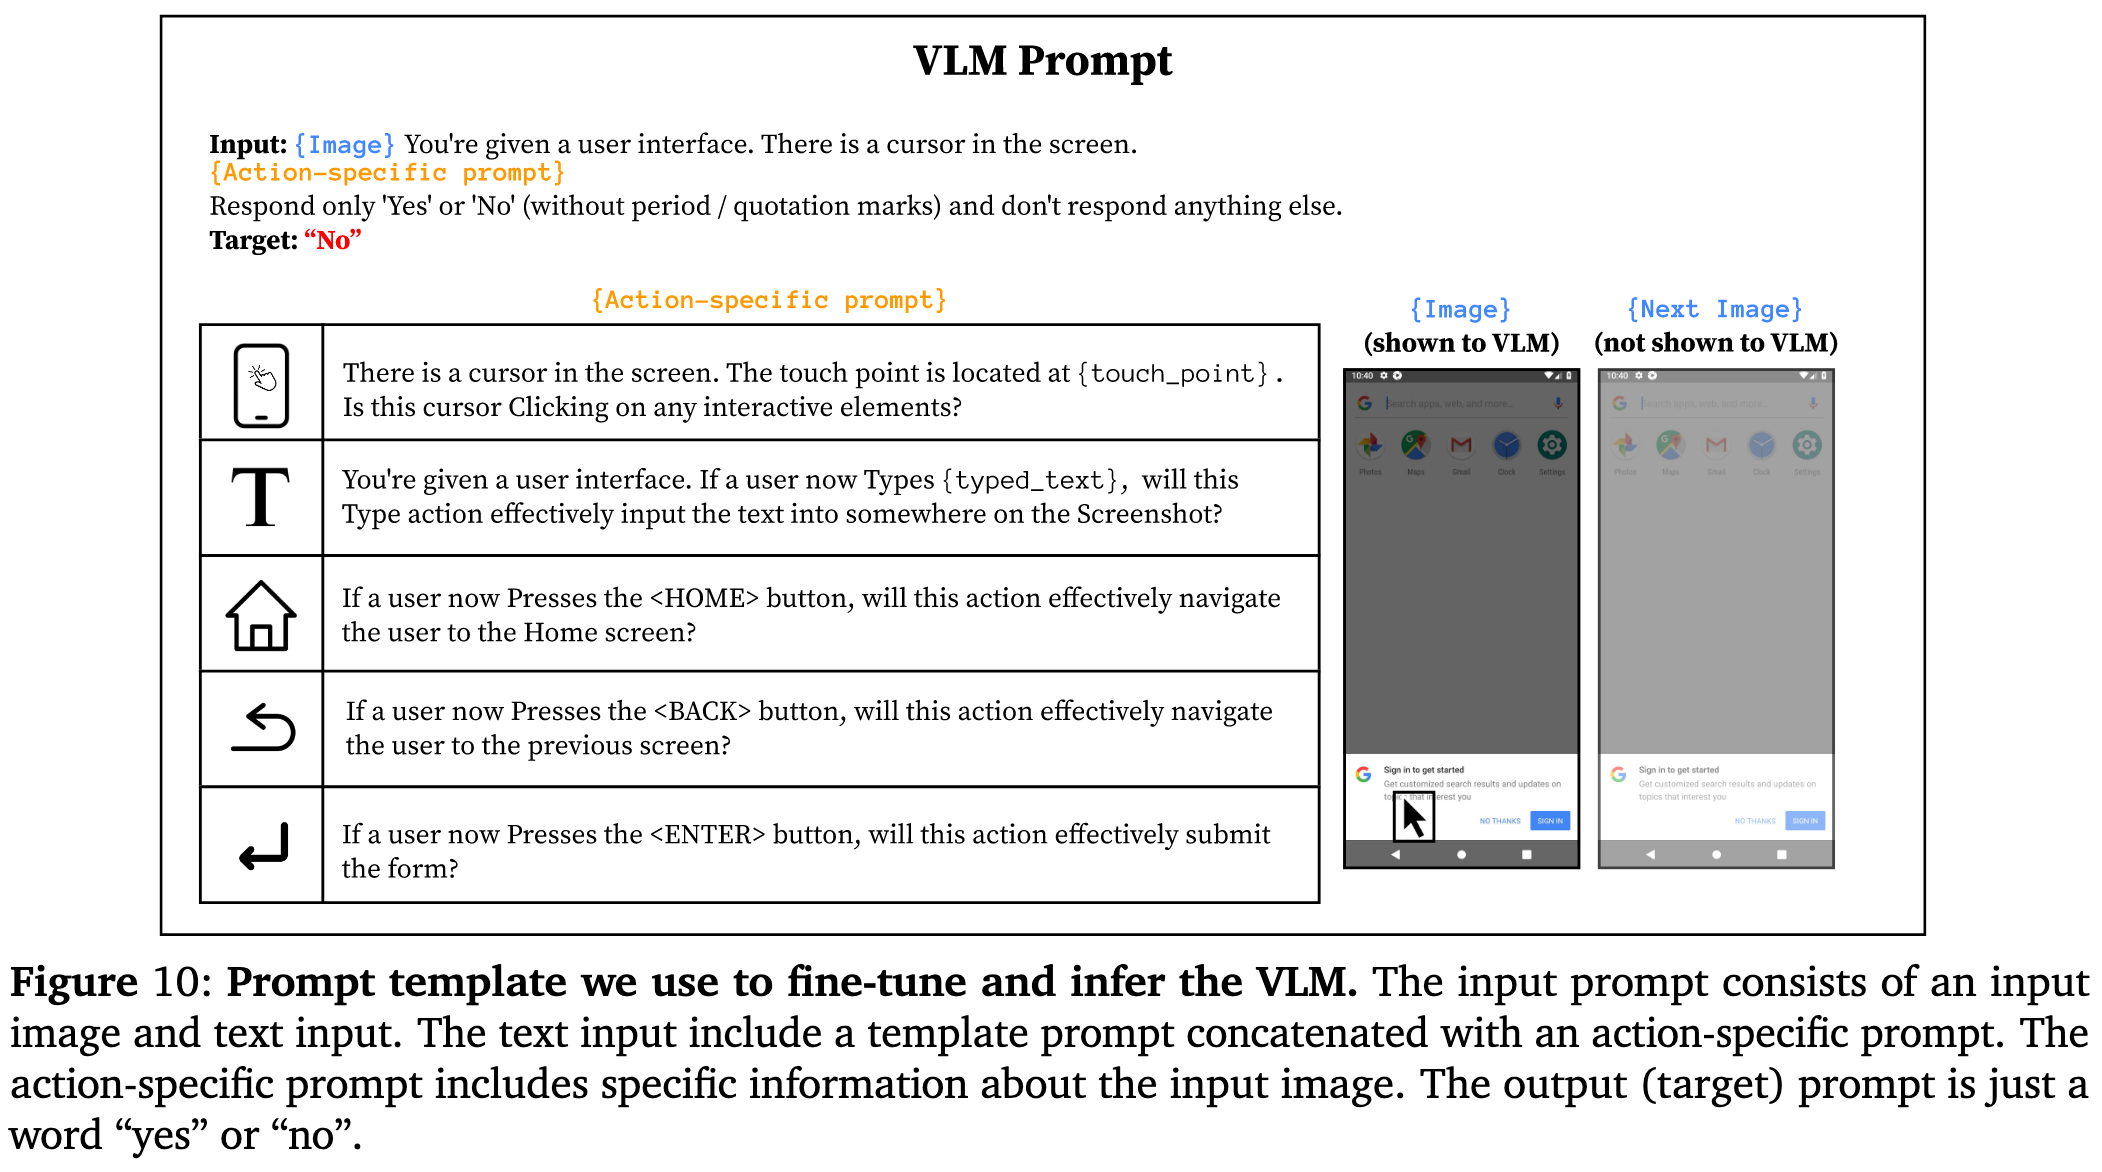 VLM Prompt
Input: {Image} You're given a user interface. There is a cursor in the screen.
{Action-specific prompt}
Respond only 'Yes' or 'No' (without period / quotation marks) and don't respond anything else.
Target: “No”
{Action-specific prompt}
There is a cursor in the screen. The touch point is located at {touch_point} .
Is this cursor Clicking on any interactive elements?
T
You're given a user interface. If a user now Types {typed_text}, will this
Type action effectively input the text into somewhere on the Screenshot?
If a user now Presses the <HOME> button, will this action effectively navigate
the user to the Home screen?
If a user now Presses the <BACK> button, will this action effectively navigate
the user to the previous screen?
If a user now Presses the <ENTER> button, will this action effectively submit
the form?
{Image}
(shown to VLM)
10:40
Search apps, web, and more...
Photos Maps Gmail Clock Settings
Sign in to get started
Get customized search results and updates on
that interest you
NO THANKS SIGN IN
{Next Image}
(not shown to VLM)
10:40
Search apps, web, and more...
Photos Maps Gmail Clock Settings
Sign in to get started
Get customized search results and updates on
topics that interest you
NO THANKS SIGN IN
Figure 10: Prompt template we use to fine-tune and infer the VLM. The input prompt consists of an input
image and text input. The text input include a template prompt concatenated with an action-specific prompt. The
action-specific prompt includes specific information about the input image. The output (target) prompt is just a
word “yes” or “no”.